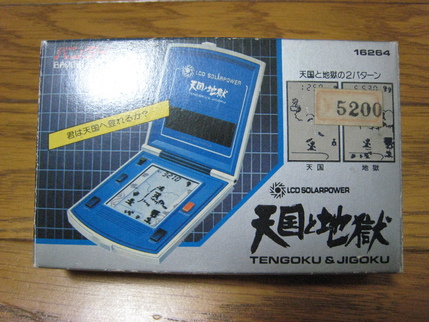 16264
天国と地獄の2パターン
5200
天国
地獄
君は天国へ登れるか?
LCD SOLARPOWER
天国と地獄
LCD SOLARPOWER
天国と地獄
TENGOKU & JIGOKU